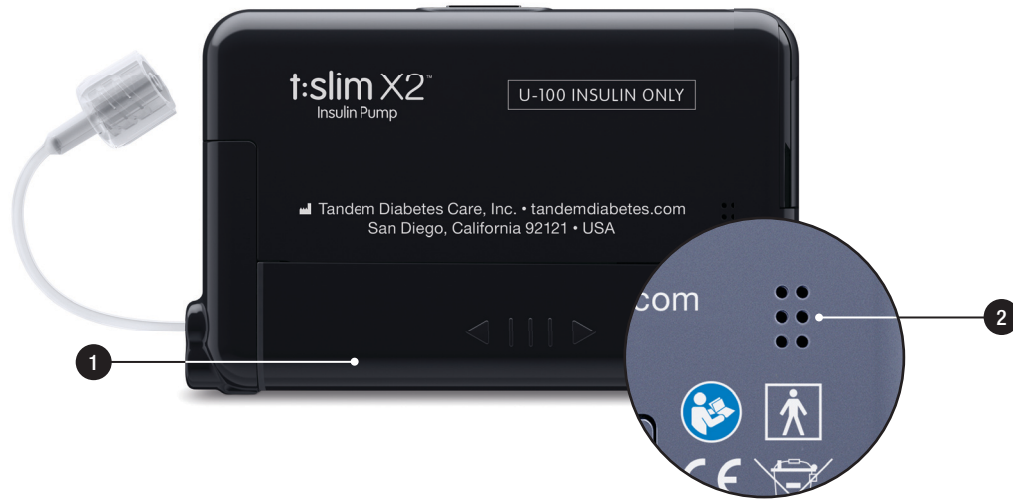 t:slim X2™
Insulin Pump
U-100 INSULIN ONLY
Tandem Diabetes Care, Inc. • tandemdiabetes.com
San Diego, California 92121 • USA
.com
1
2
CE